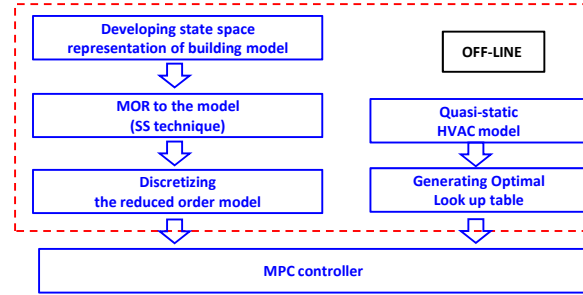 Developing state space
representation of building model
OFF-LINE
MOR to the model
(SS technique)
Quasi-static
HVAC model
Discretizing
the reduced order model
Generating Optimal
Look up table
MPC controller